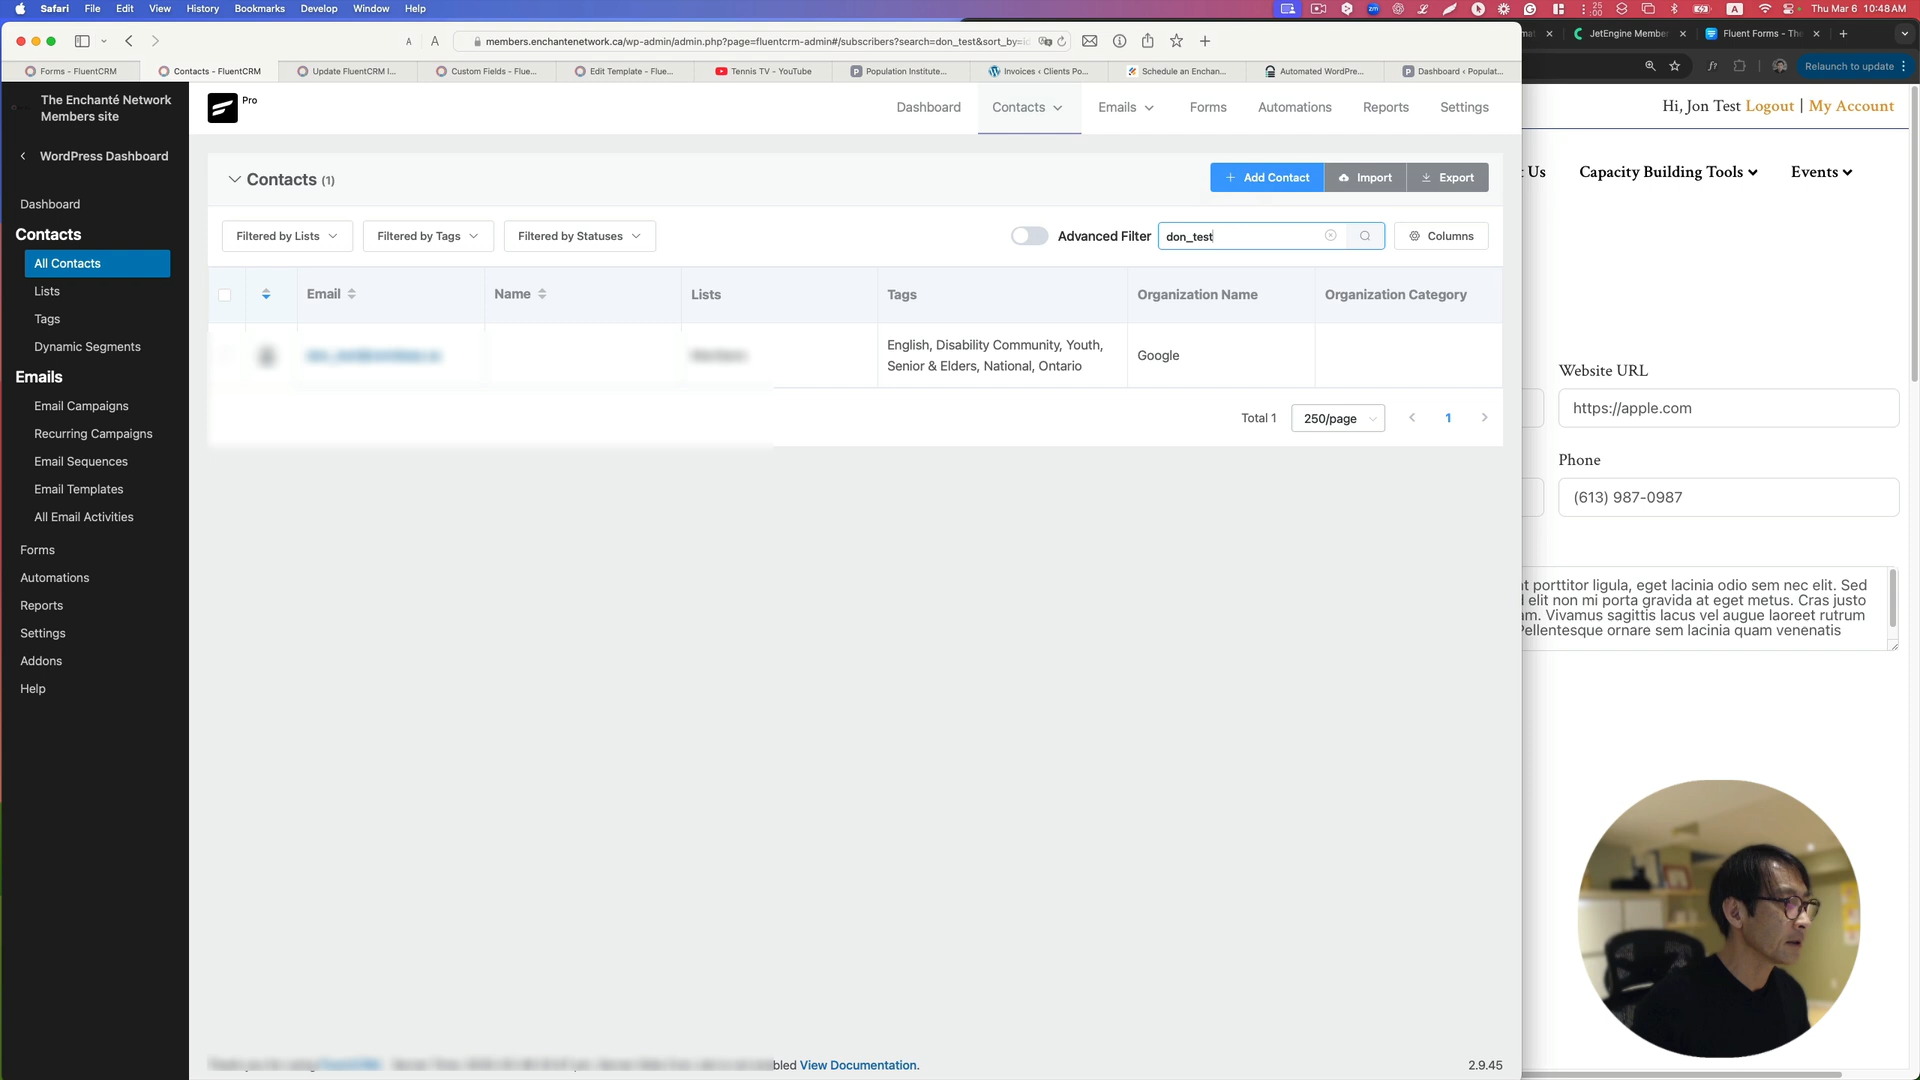 Safari File Edit View History Bookmarks Develop Window Help
25
:00
zm
A
Thu Mar 6 10:48 AM
A A
members.enchantenetwork.ca/wp-admin/admin.php?page=fluentcrm-admin#/subscribers?search=don_test&sort_by=i
Forms - FluentCRM
Contacts - FluentCRM
Update FluentCRM l...
Custom Fields - Flue...
Edit Template - Flue...
Tennis TV - YouTube
Population Institute...
Invoices ‹ Clients Po...
Schedule an Enchan...
Automated WordPre...
Dashboard ‹ Populat...
JetEngine Membe
Fluent Forms - Th
Relaunch to update
The Enchanté Network
Members site
WordPress Dashboard
Dashboard
Contacts
All Contacts
Lists
Tags
Dynamic Segments
Emails
Email Campaigns
Recurring Campaigns
Email Sequences
Email Templates
All Email Activities
Forms
Automations
Reports
Settings
Addons
Help
Pro
Dashboard Contacts Emails Forms Automations Reports Settings
Contacts (1)
Add Contact Import Export
Filtered by Lists Filtered by Tags Filtered by Statuses
Advanced Filter don_test Columns
Email Name Lists Tags Organization Name Organization Category
English, Disability Community, Youth,
Senior & Elders, National, Ontario
Google
Total 1 250/page 1
bled View Documentation.
2.9.45
Hi, Jon Test Logout | My Account
t Us Capacity Building Tools Events
Website URL
https://apple.com
Phone
(613) 987-0987
at porttitor ligula, eget lacinia odio sem nec elit. Sed
elit non mi porta gravida at eget metus. Cras justo
am. Vivamus sagittis lacus vel augue laoreet rutrum
Pellentesque ornare sem lacinia quam venenatis